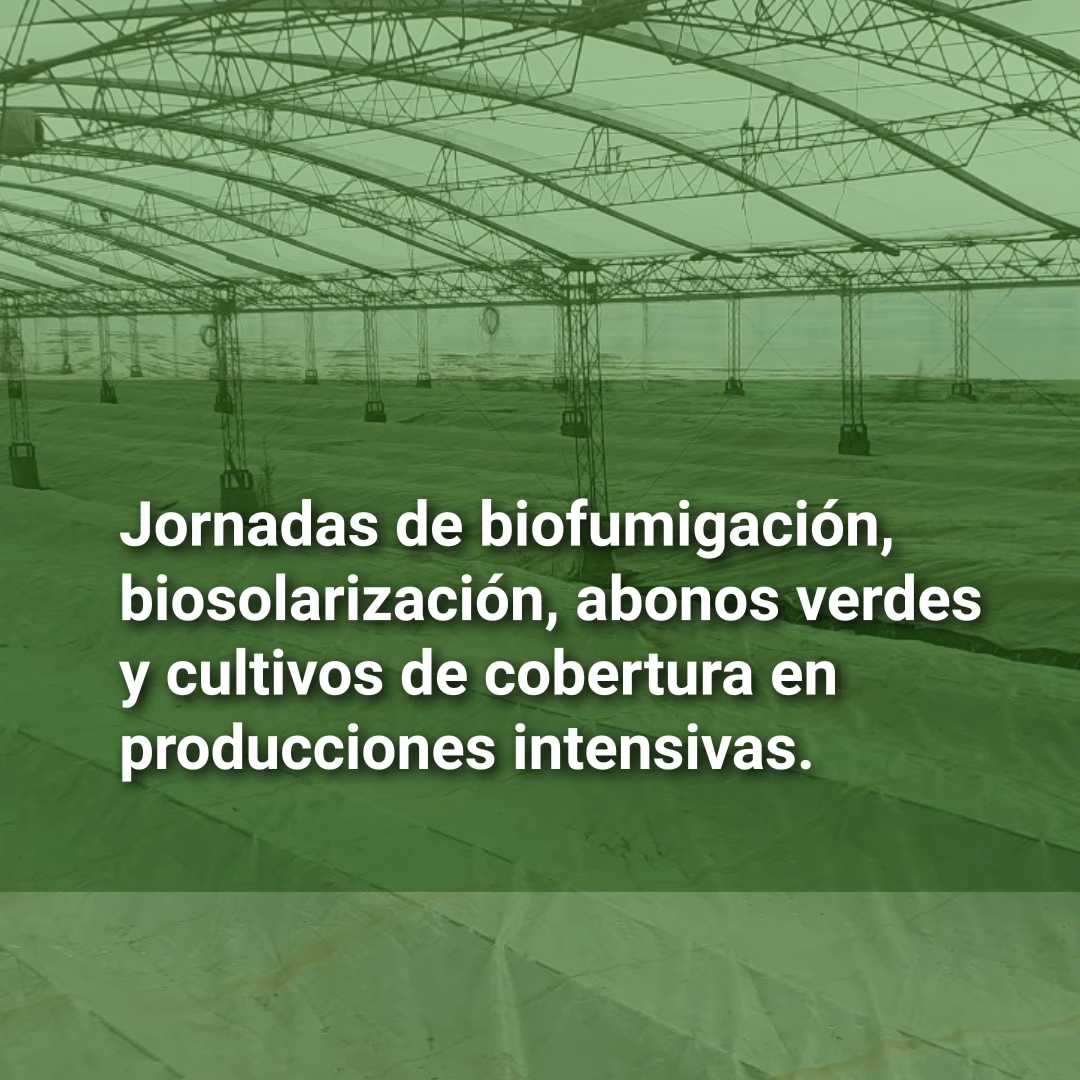 Jornadas de biofumigación,
biosolarización, abonos verdes
y cultivos de cobertura en
producciones intensivas.